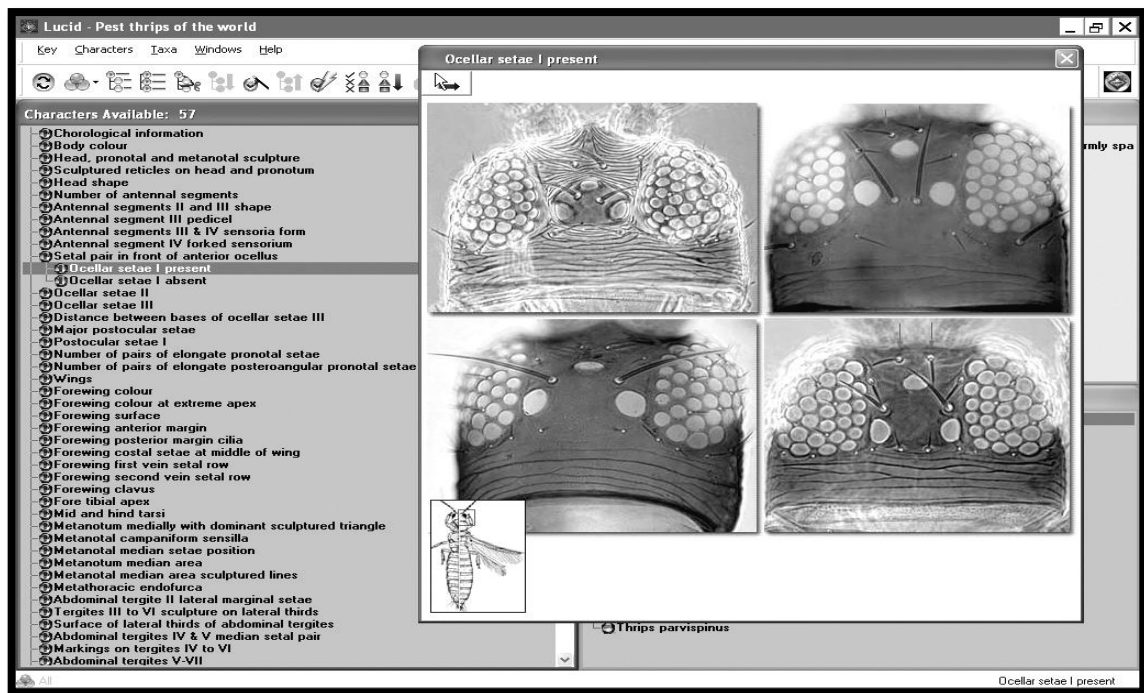 Lucid - Pest thrips of the world
Key Characters Taxa Windows Help
Characters Available: 57
Chorological information
Body colour
Head, pronotal and metanotal sculpture
Sculptured reticles on head and pronotum
Head shape
Number of antennal segments
Antennal segments II and III shape
Antennal segment III pedicel
Antennal segments III & IV sensoria form
Antennal segment IV forked sensorium
Setal pair in front of anterior ocellus
Ocellar setae I present
Ocellar setae I absent
Ocellar setae II
Ocellar setae III
Distance between bases of ocellar setae III
Major postocular setae
Postocular setae I
Number of pairs of elongate pronotal setae
Number of pairs of elongate posteroangular pronotal setae
Wings
Forewing colour
Forewing colour at extreme apex
Forewing surface
Forewing anterior margin
Forewing posterior margin cilia
Forewing costal setae at middle of wing
Forewing first vein setal row
Forewing second vein setal row
Forewing clavus
Fore tibial apex
Mid and hind tarsi
Metanotum medially with dominant sculptured triangle
Metanotal campaniform sensilla
Metanotal median setae position
Metanotum median area
Metanotal median area sculptured lines
Metathoracic endofurca
Abdominal tergite II lateral marginal setae
Tergites III to VI sculpture on lateral thirds
Surface of lateral thirds of abdominal tergites
Abdominal tergites IV & V median setal pair
Markings on tergites IV to VI
Abdominal tergites V-VII
All
Ocellar setae I present
rmly spa
Thrips parvispinus
Ocellar setae I present